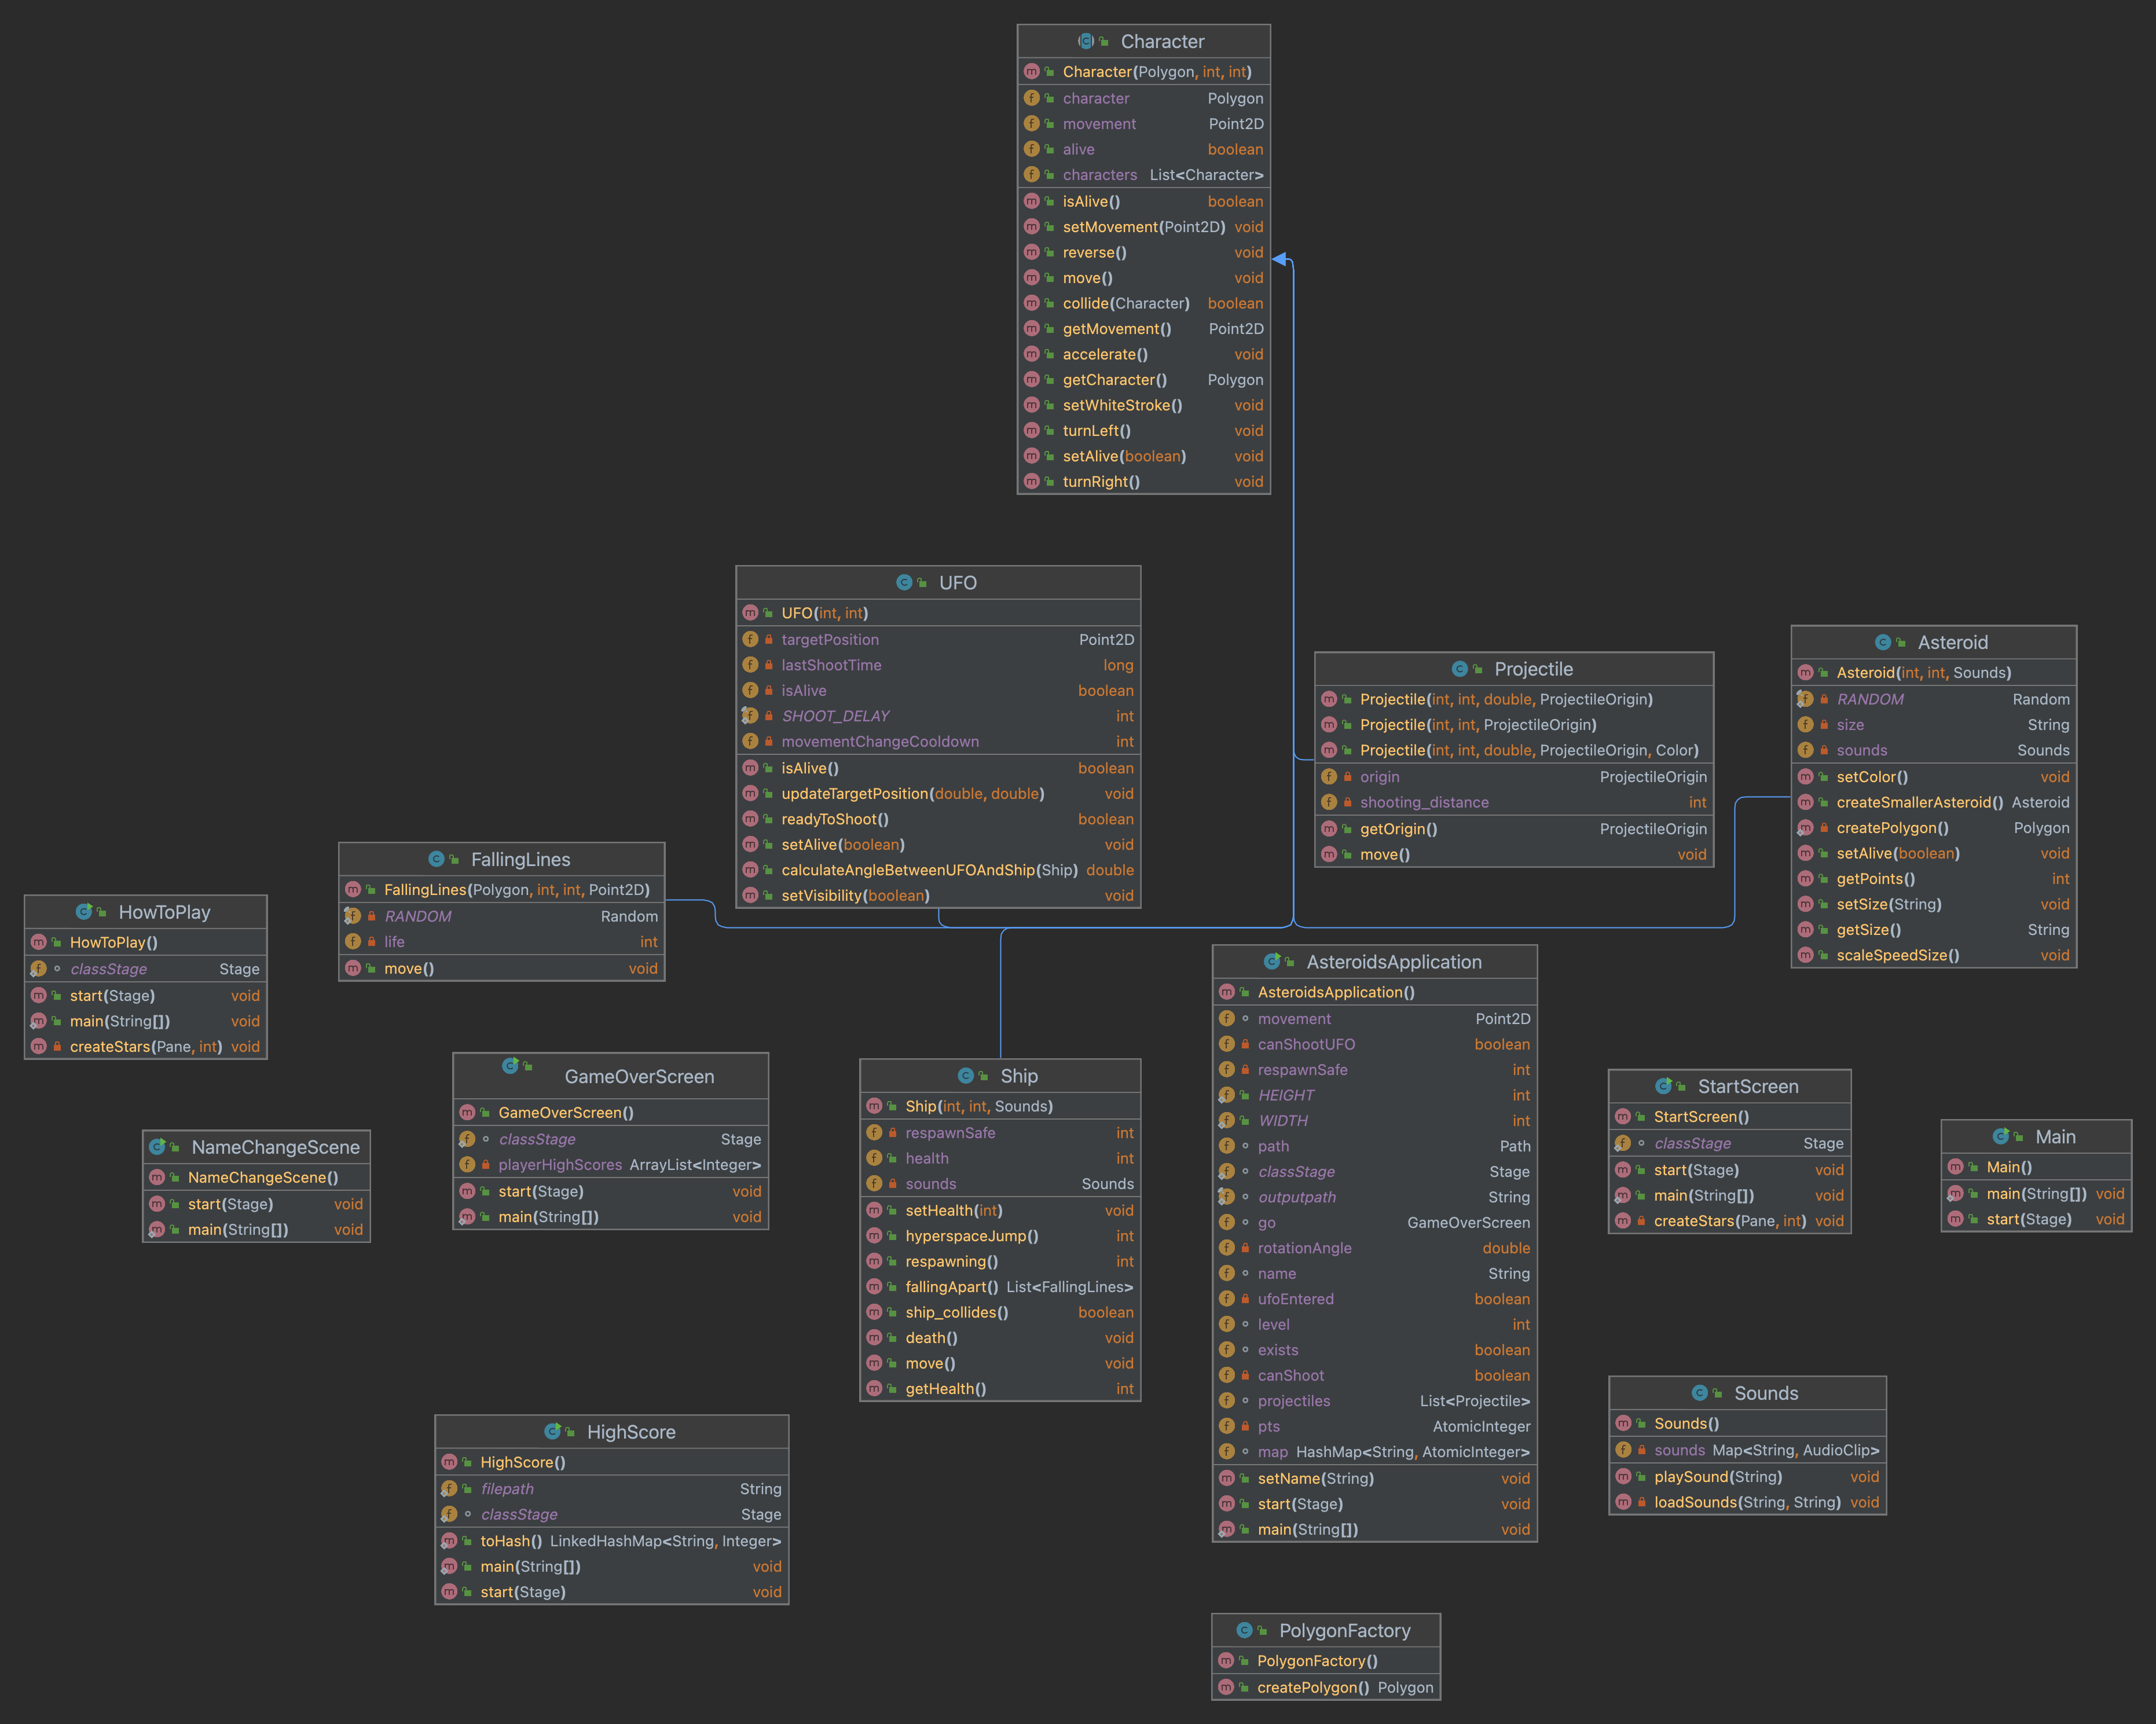 Character
Character(Polygon, int, int)
character Polygon
movement Point2D
alive boolean
characters List<Character>
isAlive() boolean
setMovement(Point2D) void
reverse() void
move() void
collide(Character) boolean
getMovement() Point2D
accelerate() void
getCharacter() Polygon
setWhiteStroke() void
turnLeft() void
setAlive(boolean) void
turnRight() void
UFO
UFO(int, int)
targetPosition Point2D
lastShootTime long
isAlive boolean
SHOOT_DELAY int
movementChangeCooldown int
isAlive() boolean
updateTargetPosition(double, double) void
readyToShoot() boolean
setAlive(boolean) void
calculateAngleBetweenUFOAndShip(Ship) double
setVisibility(boolean) void
Projectile
Projectile(int, int, double, ProjectileOrigin)
Projectile(int, int, ProjectileOrigin)
Projectile(int, int, double, ProjectileOrigin, Color)
origin ProjectileOrigin
shooting_distance int
getOrigin() ProjectileOrigin
move() void
Asteroid
Asteroid(int, int, Sounds)
RANDOM Random
size String
sounds Sounds
setColor() void
createSmallerAsteroid() Asteroid
createPolygon() Polygon
setAlive(boolean) void
getPoints() int
setSize(String) void
getSize() String
scaleSpeedSize() void
FallingLines
FallingLines(Polygon, int, int, Point2D)
RANDOM Random
life int
move() void
HowToPlay
HowToPlay()
classStage Stage
start(Stage) void
main(String[]) void
createStars(Pane, int) void
AsteroidsApplication
AsteroidsApplication()
movement Point2D
canShootUFO boolean
respawnSafe int
HEIGHT int
WIDTH int
path Path
classStage Stage
outputpath String
go GameOverScreen
rotationAngle double
name String
ufoEntered boolean
level int
exists boolean
canShoot boolean
projectiles List<Projectile>
pts AtomicInteger
map HashMap<String, AtomicInteger>
setName(String) void
start(Stage) void
main(String[]) void
GameOverScreen
GameOverScreen()
classStage Stage
playerHighScores ArrayList<Integer>
start(Stage) void
main(String[]) void
Ship
Ship(int, int, Sounds)
respawnSafe int
health int
sounds Sounds
setHealth(int) void
hyperspaceJump() int
respawning() int
fallingApart() List<FallingLines>
ship_collides() boolean
death() void
move() void
getHealth() int
StartScreen
StartScreen()
classStage Stage
start(Stage) void
main(String[]) void
createStars(Pane, int) void
Main
Main()
main(String[]) void
start(Stage) void
NameChangeScene
NameChangeScene()
start(Stage) void
main(String[]) void
Sounds
Sounds()
sounds Map<String, AudioClip>
playSound(String) void
loadSounds(String, String) void
HighScore
HighScore()
filepath String
classStage Stage
toHash() LinkedHashMap<String, Integer>
main(String[]) void
start(Stage) void
PolygonFactory
PolygonFactory()
createPolygon() Polygon